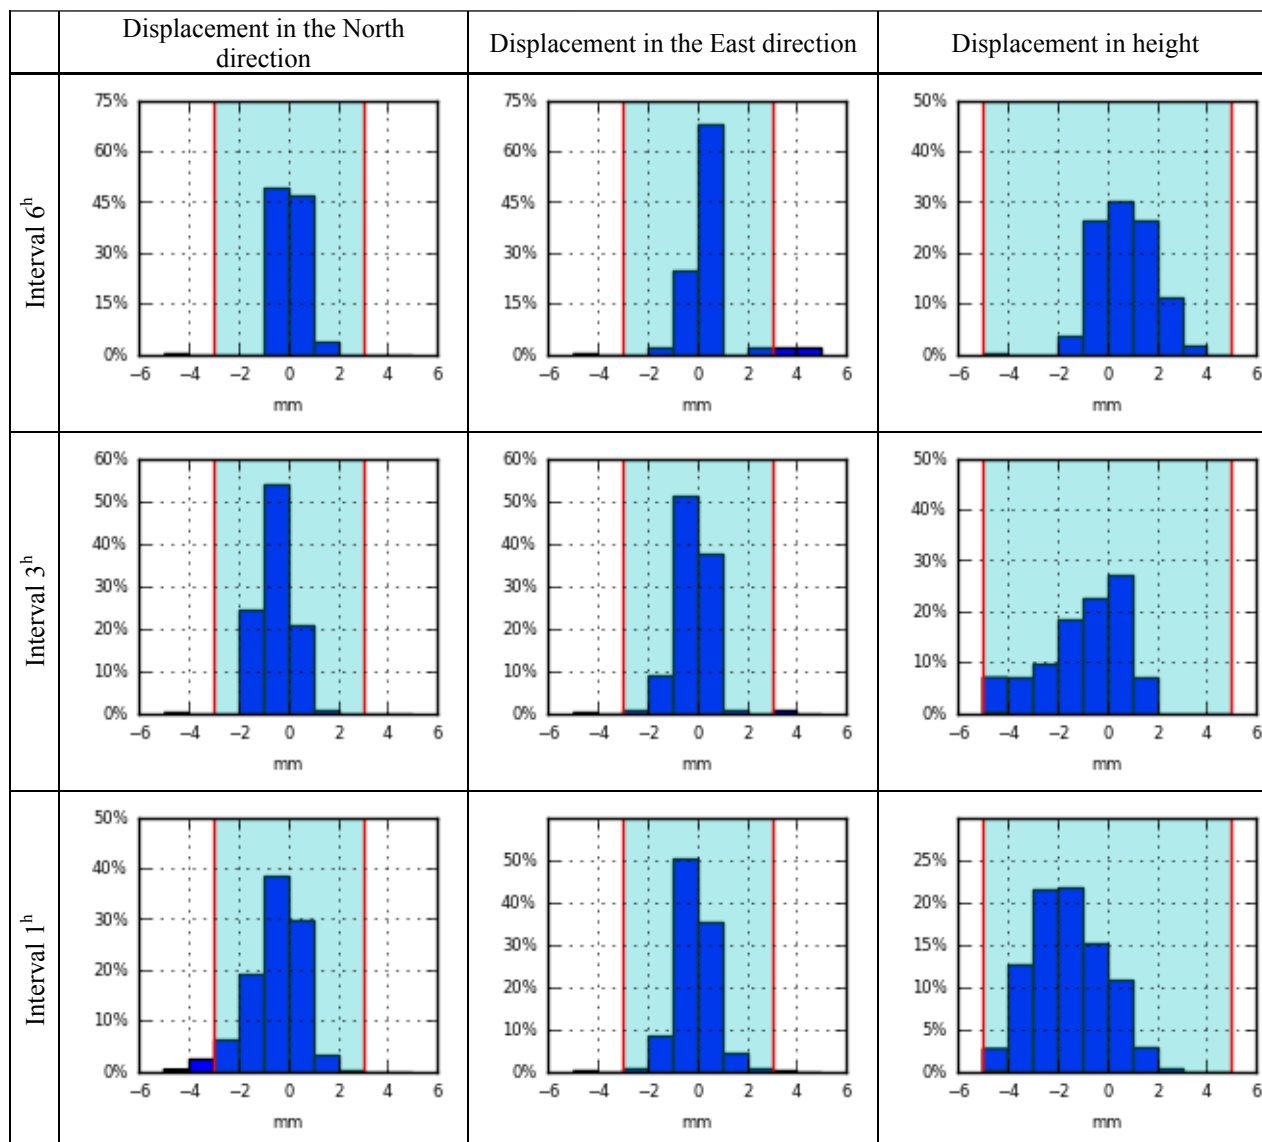 Displacement in the North
direction
Displacement in the East direction
Displacement in height
Interval 6h
75%
60%
45%
30%
15%
0%
−6 −4 −2 0 2 4 6
mm
75%
60%
45%
30%
15%
0%
−6 −4 −2 0 2 4 6
mm
50%
40%
30%
20%
10%
0%
−6 −4 −2 0 2 4 6
mm
Interval 3h
60%
50%
40%
30%
20%
10%
0%
−6 −4 −2 0 2 4 6
mm
60%
50%
40%
30%
20%
10%
0%
−6 −4 −2 0 2 4 6
mm
50%
40%
30%
20%
10%
0%
−6 −4 −2 0 2 4 6
mm
Interval 1h
50%
40%
30%
20%
10%
0%
−6 −4 −2 0 2 4 6
mm
50%
40%
30%
20%
10%
0%
−6 −4 −2 0 2 4 6
mm
25%
20%
15%
10%
5%
0%
−6 −4 −2 0 2 4 6
mm